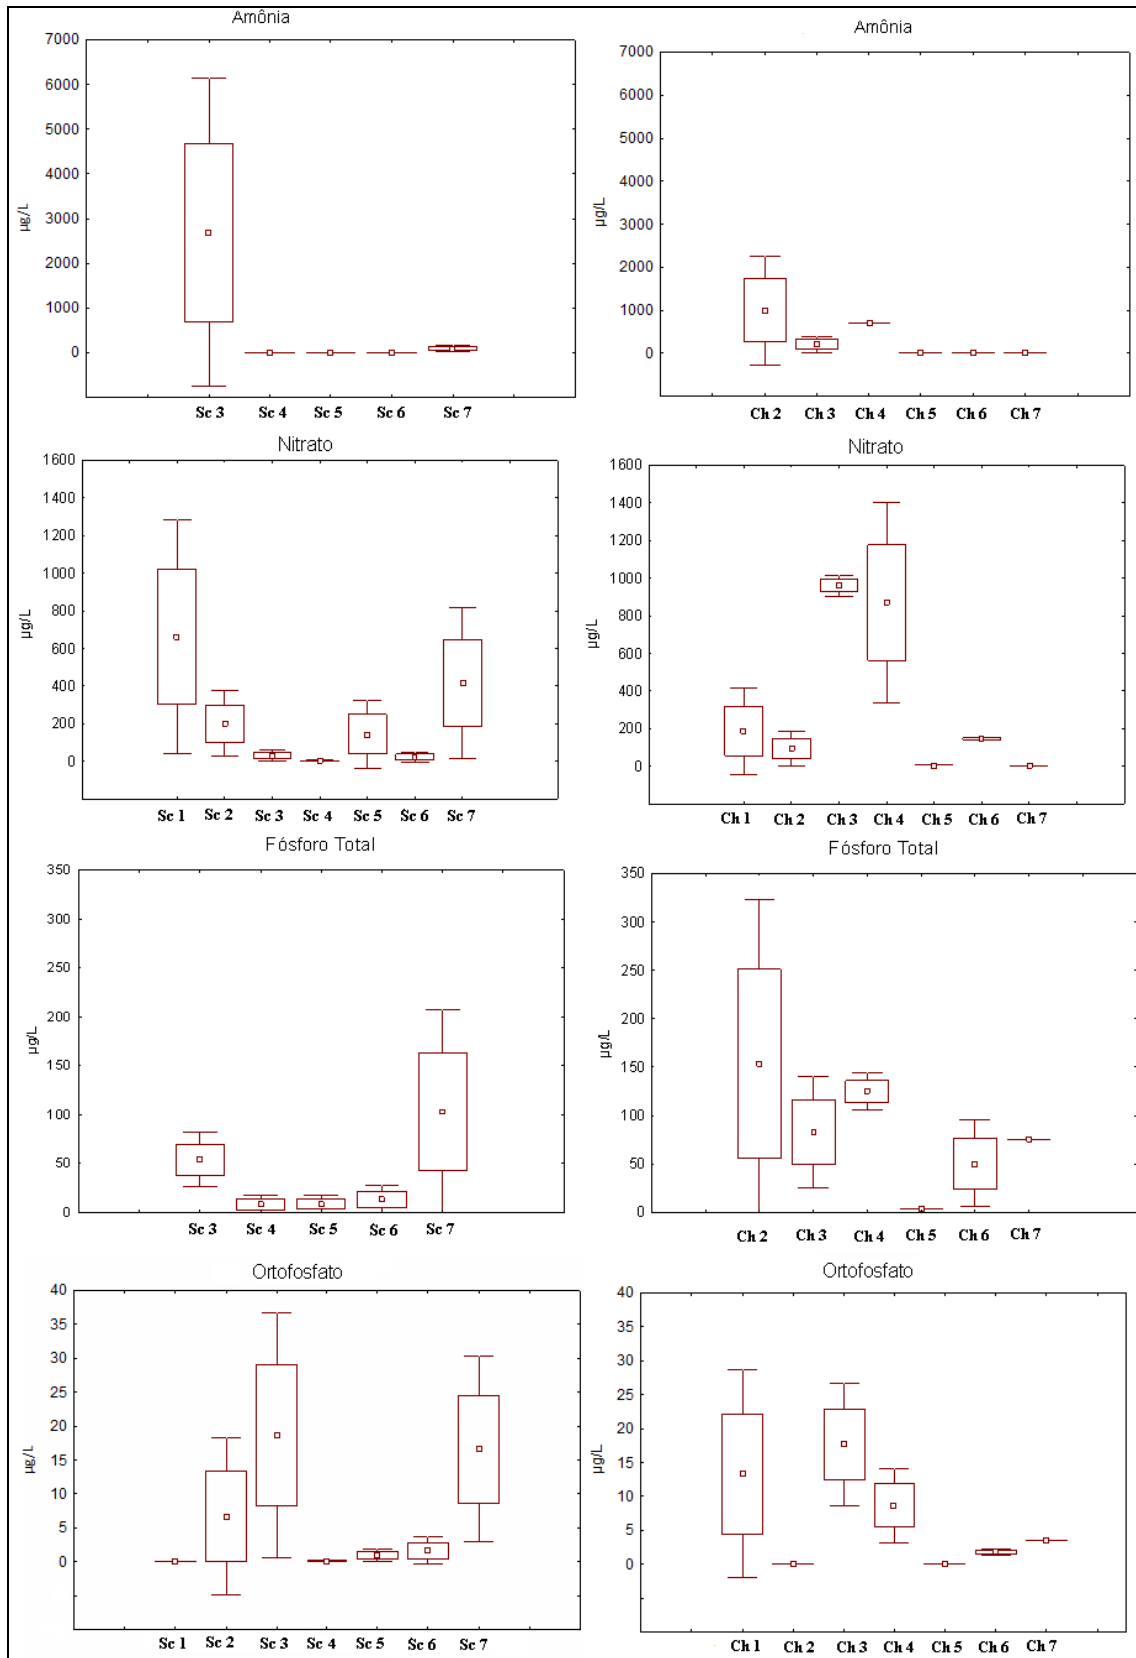 Amônia
7000
6000
5000
4000
3000
2000
1000
0
µg/L
Sc 3 Sc 4 Sc 5 Sc 6 Sc 7
Amônia
7000
6000
5000
4000
3000
2000
1000
0
µg/L
Ch 2 Ch 3 Ch 4 Ch 5 Ch 6 Ch 7
Nitrato
1600
1400
1200
1000
800
600
400
200
0
µg/L
Sc 1 Sc 2 Sc 3 Sc 4 Sc 5 Sc 6 Sc 7
Nitrato
1600
1400
1200
1000
800
600
400
200
0
µg/L
Ch 1 Ch 2 Ch 3 Ch 4 Ch 5 Ch 6 Ch 7
Fósforo Total
350
300
250
200
150
100
50
0
µg/L
Sc 3 Sc 4 Sc 5 Sc 6 Sc 7
Fósforo Total
350
300
250
200
150
100
50
0
µg/L
Ch 2 Ch 3 Ch 4 Ch 5 Ch 6 Ch 7
Ortofosfato
40
35
30
25
20
15
10
5
0
µg/L
Sc 1 Sc 2 Sc 3 Sc 4 Sc 5 Sc 6 Sc 7
Ortofosfato
40
35
30
25
20
15
10
5
0
µg/L
Ch 1 Ch 2 Ch 3 Ch 4 Ch 5 Ch 6 Ch 7